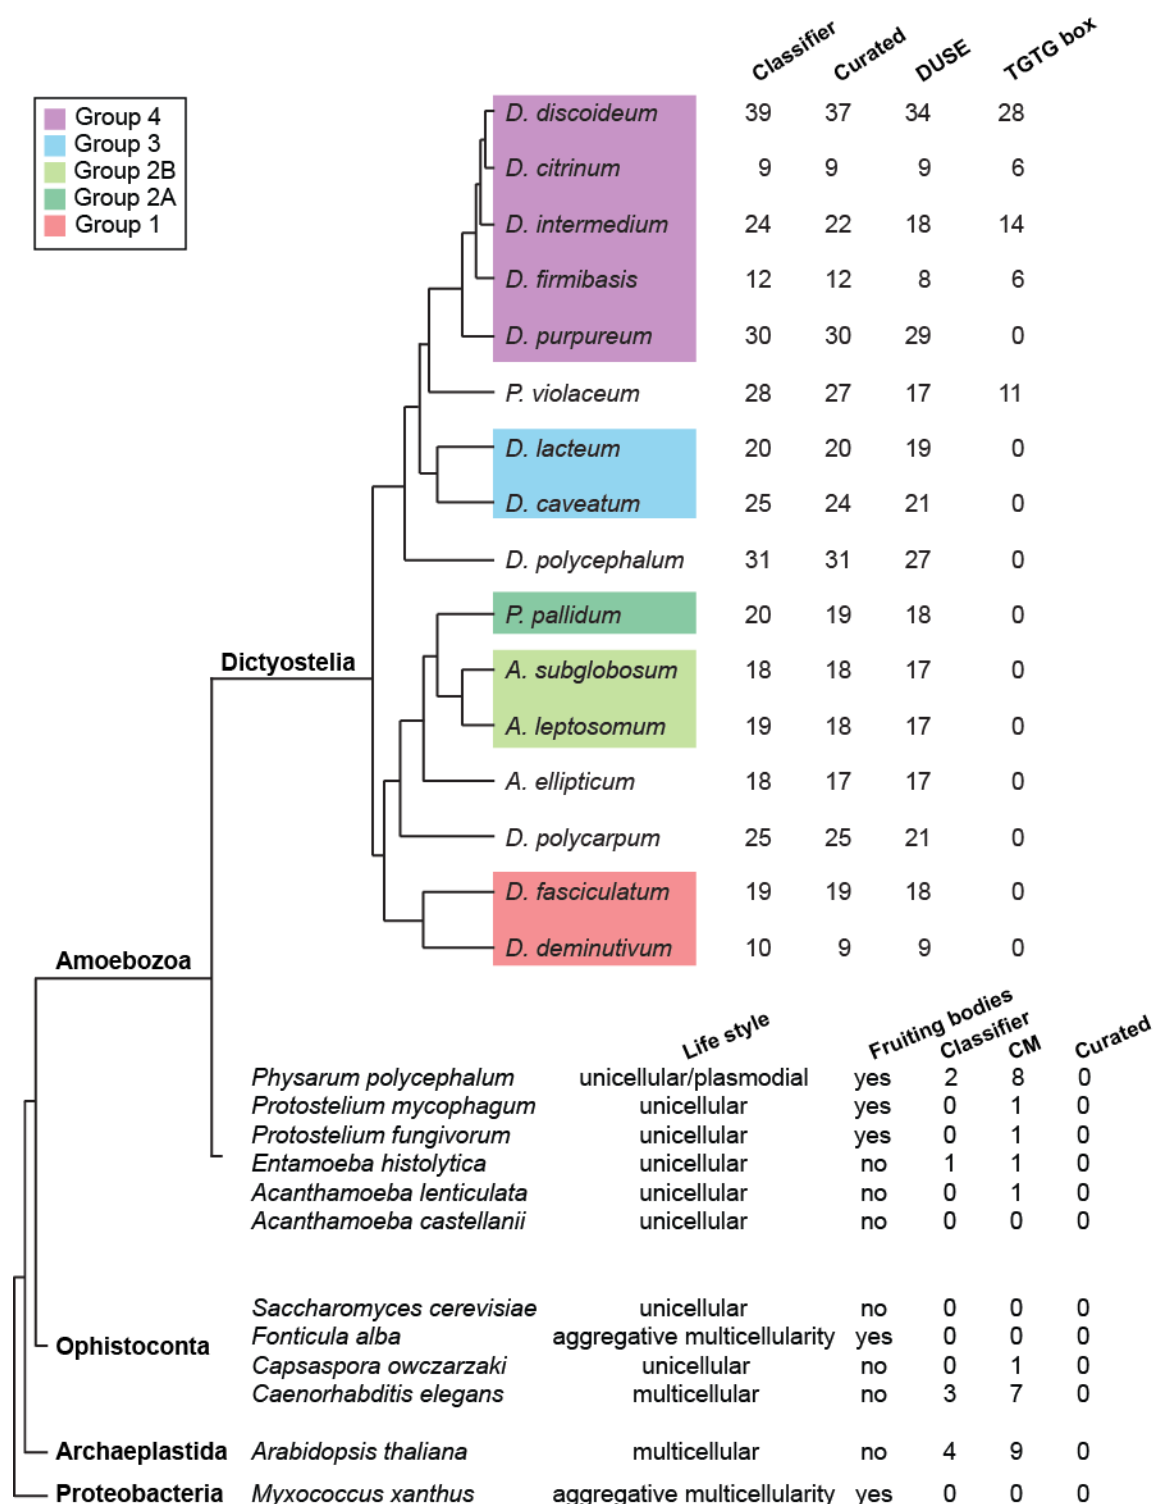 Classifier Curated DUSE TGTG box
Group 4
Group 3
Group 2B
Group 2A
Group 1
D. discoideum 39 37 34 28
D. citrinum 9 9 9 6
D. intermedium 24 22 18 14
D. firmibasis 12 12 8 6
D. purpureum 30 30 29 0
P. violaceum 28 27 17 11
D. lacteum 20 20 19 0
D. caveatum 25 24 21 0
D. polycephalum 31 31 27 0
P. pallidum 20 19 18 0
Dictyostelia
A. subglobosum 18 18 17 0
A. leptosomum 19 18 17 0
A. ellipticum 18 17 17 0
D. polycarpum 25 25 21 0
D. fasciculatum 19 19 18 0
D. deminutivum 10 9 9 0
Amoebozoa
Life style Fruiting bodies Classifier CM Curated
Physarum polycephalum unicellular/plasmodial yes 2 8 0
Protostelium mycophagum unicellular yes 0 1 0
Protostelium fungivorum unicellular yes 0 1 0
Entamoeba histolytica unicellular no 1 1 0
Acanthamoeba lenticulata unicellular no 0 1 0
Acanthamoeba castellanii unicellular no 0 0 0
Saccharomyces cerevisiae unicellular no 0 0 0
Ophistoconta Fonticula alba aggregative multicellularity yes 0 0 0
Capsaspora owczarzaki unicellular no 0 1 0
Caenorhabditis elegans multicellular no 3 7 0
Archaeplastida Arabidopsis thaliana multicellular no 4 9 0
Proteobacteria Myxococcus xanthus aggregative multicellularity yes 0 0 0